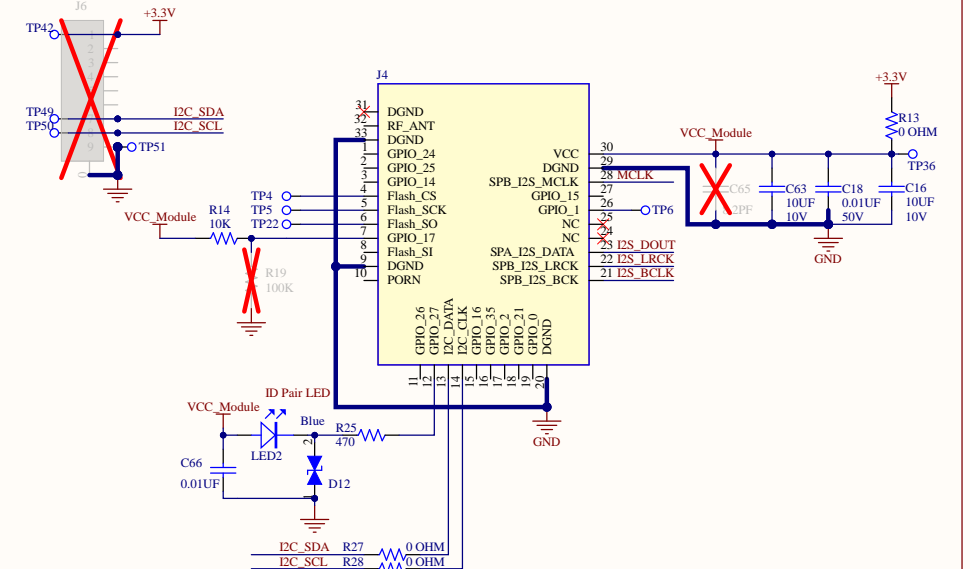 J6
+3.3V
TP42
1
2
3
4
TP49
I2C_SDA
TP50
I2C_SCL
8
9
TP51
0
J4
31
DGND
32
RF_ANT
33
DGND
1
GPIO_24
2
GPIO_25
3
GPIO_14
TP4
4
Flash_CS
TP5
5
Flash_SCK
TP22
6
Flash_SO
VCC_Module
R14
10K
7
GPIO_17
8
Flash_SI
9
DGND
10
PORN
R19
100K
VCC
30
DGND
29
SPB_I2S_MCLK
28
MCLK
GPIO_15
27
GPIO_1
26
TP6
NC
25
NC
24
SPA_I2S_DATA
23
I2S_DOUT
SPB_I2S_LRCK
22
I2S_LRCK
SPB_I2S_BCK
21
I2S_BCLK
+3.3V
R13
0 OHM
VCC_Module
TP36
C65
C63
10UF
10V
C18
0.01UF
50V
C16
10UF
10V
GND
GPIO_26
GPIO_27
I2C_DATA
I2C_CLK
GPIO_16
GPIO_35
GPIO_2
GPIO_21
GPIO_0
DGND
11
12
13
14
15
16
17
18
19
20
GND
ID Pair LED
VCC_Module
Blue
LED2
2
1
R25
470
C66
0.01UF
D12
I2C_SDA
R27
0 OHM
I2C_SCL
R28
0 OHM